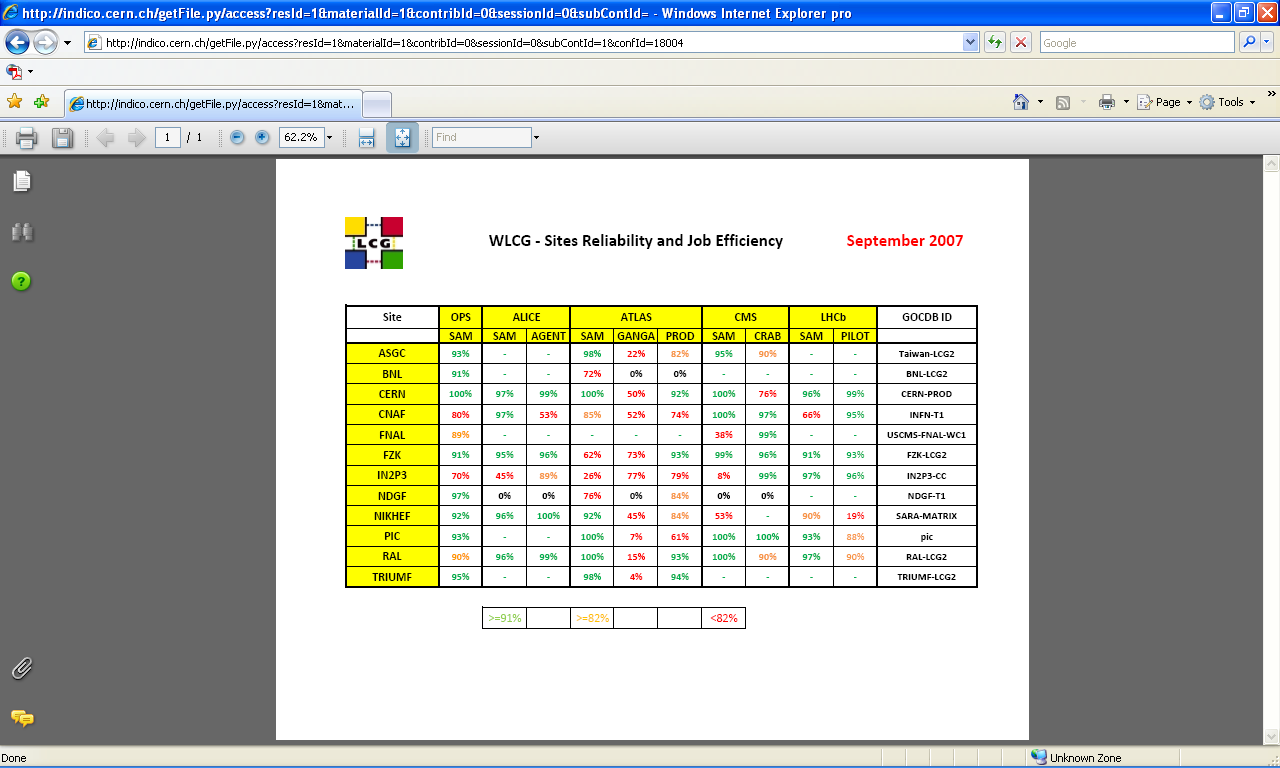 http://indico.cern.ch/getFile.py/access?resId=1&materialId=1&contribId=0&sessionId=0&subContId= - Windows Internet Explorer pro
http://indico.cern.ch/getFile.py/access?resId=1&materialId=1&contribId=0&sessionId=0&subContId=1&confId=18004 Google
http://indico.cern.ch/getFile.py/access?resId=1&mat... Page Tools »
1 / 1 62.2% Find
LCG WLCG - Sites Reliability and Job Efficiency September 2007
Site OPS ALICE ATLAS CMS LHCb GOCDB ID
SAM SAM AGENT SAM GANGA PROD SAM CRAB SAM PILOT
ASGC 93% - - 98% 22% 82% 95% 90% - - Taiwan-LCG2
BNL 91% - - 72% 0% 0% - - - - BNL-LCG2
CERN 100% 97% 99% 100% 50% 92% 100% 76% 96% 99% CERN-PROD
CNAF 80% 97% 53% 85% 52% 74% 100% 97% 66% 95% INFN-T1
FNAL 89% - - - - - 38% 99% - - USCMS-FNAL-WC1
FZK 91% 95% 96% 62% 73% 93% 99% 96% 91% 93% FZK-LCG2
IN2P3 70% 45% 89% 26% 77% 79% 8% 99% 97% 96% IN2P3-CC
NDGF 97% 0% 0% 76% 0% 84% 0% 0% - - NDGF-T1
NIKHEF 92% 96% 100% 92% 45% 84% 53% - 90% 19% SARA-MATRIX
PIC 93% - - 100% 7% 61% 100% 100% 93% 88% pic
RAL 90% 96% 99% 100% 15% 93% 100% 90% 97% 90% RAL-LCG2
TRIUMF 95% - - 98% 4% 94% - - - - TRIUMF-LCG2
>=91% >=82% <82%
Done Unknown Zone